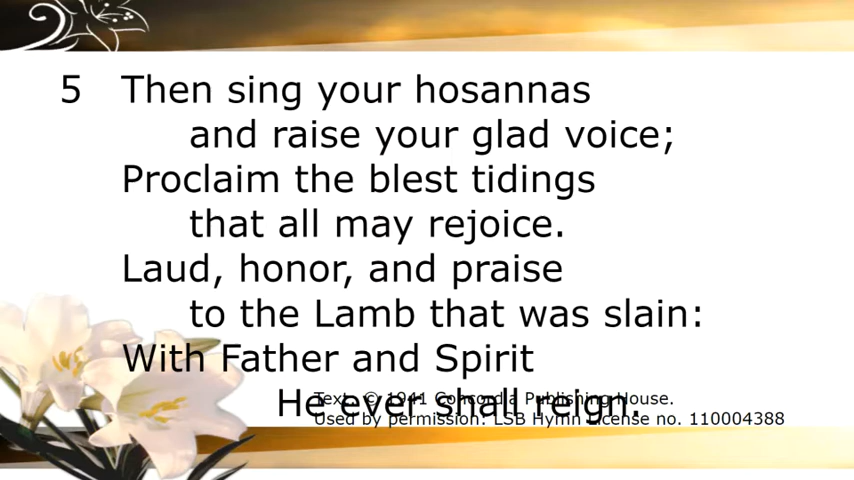 5 Then sing your hosannas
and raise your glad voice;
Proclaim the blest tidings
that all may rejoice.
Laud, honor, and praise
to the Lamb that was slain:
With Father and Spirit
He ever shall reign.
Text: © 1941 Concordia Publishing House.
Used by permission: LSB Hymn License no. 110004388